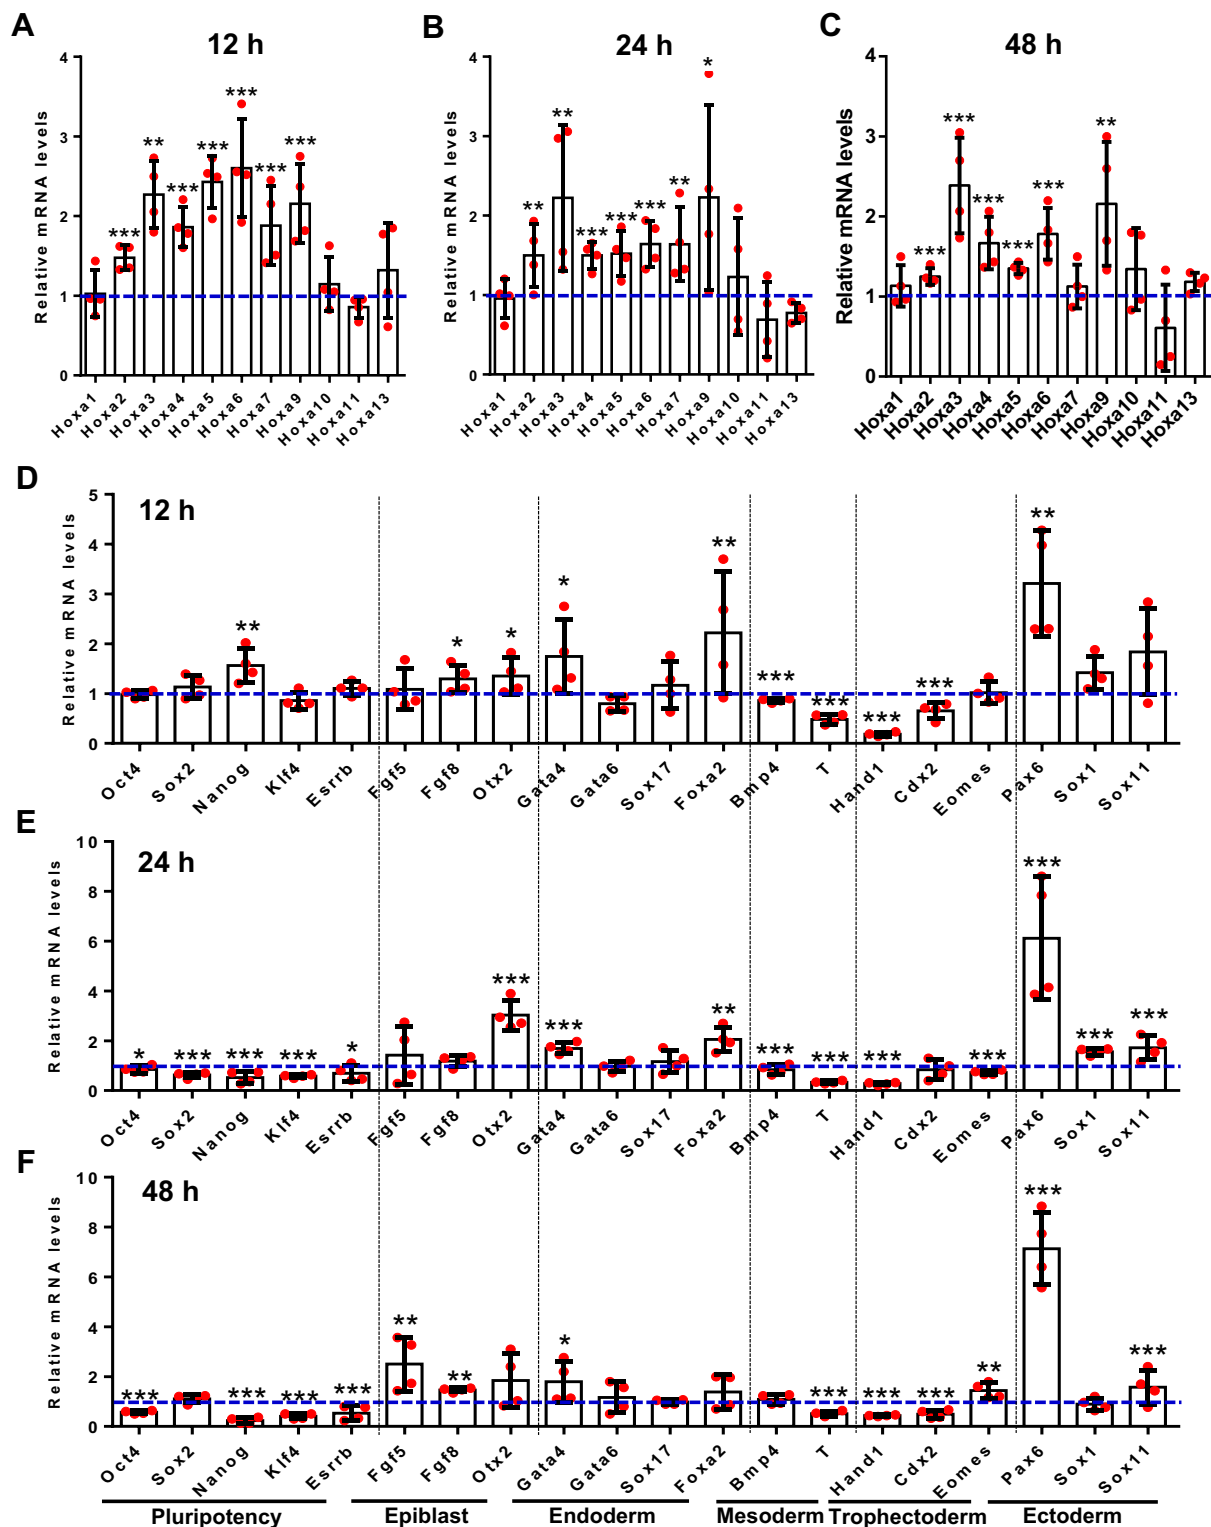 A
12 h
Relative mRNA levels
4
3
2
1
0
** *** *** *** *** *** *** ***
Hoxa1 Hoxa2 Hoxa3 Hoxa4 Hoxa5 Hoxa6 Hoxa7 Hoxa9 Hoxa10 Hoxa11 Hoxa13
B
24 h
Relative mRNA levels
4
3
2
1
0
** ** *** *** *** ** *
Hoxa1 Hoxa2 Hoxa3 Hoxa4 Hoxa5 Hoxa6 Hoxa7 Hoxa9 Hoxa10 Hoxa11 Hoxa13
C
48 h
Relative mRNA levels
4
3
2
1
0
*** *** *** *** *** **
Hoxa1 Hoxa2 Hoxa3 Hoxa4 Hoxa5 Hoxa6 Hoxa7 Hoxa9 Hoxa10 Hoxa11 Hoxa13
D
12 h
Relative mRNA levels
5
4
3
2
1
0
** * * * ** *** *** *** *** **
Oct4 Sox2 Nanog Klf4 Esrrb Fgf5 Fgf8 Otx2 Gata4 Gata6 Sox17 Foxa2 Bmp4 T Hand1 Cdx2 Eomes Pax6 Sox1 Sox11
E
24 h
Relative mRNA levels
10
8
6
4
2
0
* *** *** *** * *** *** ** *** *** *** *** *** *** ***
Oct4 Sox2 Nanog Klf4 Esrrb Fgf5 Fgf8 Otx2 Gata4 Gata6 Sox17 Foxa2 Bmp4 T Hand1 Cdx2 Eomes Pax6 Sox1 Sox11
F
48 h
Relative mRNA levels
10
8
6
4
2
0
*** *** *** *** ** ** * *** *** *** ** *** ***
Oct4 Sox2 Nanog Klf4 Esrrb Fgf5 Fgf8 Otx2 Gata4 Gata6 Sox17 Foxa2 Bmp4 T Hand1 Cdx2 Eomes Pax6 Sox1 Sox11
Pluripotency Epiblast Endoderm Mesoderm Trophectoderm Ectoderm